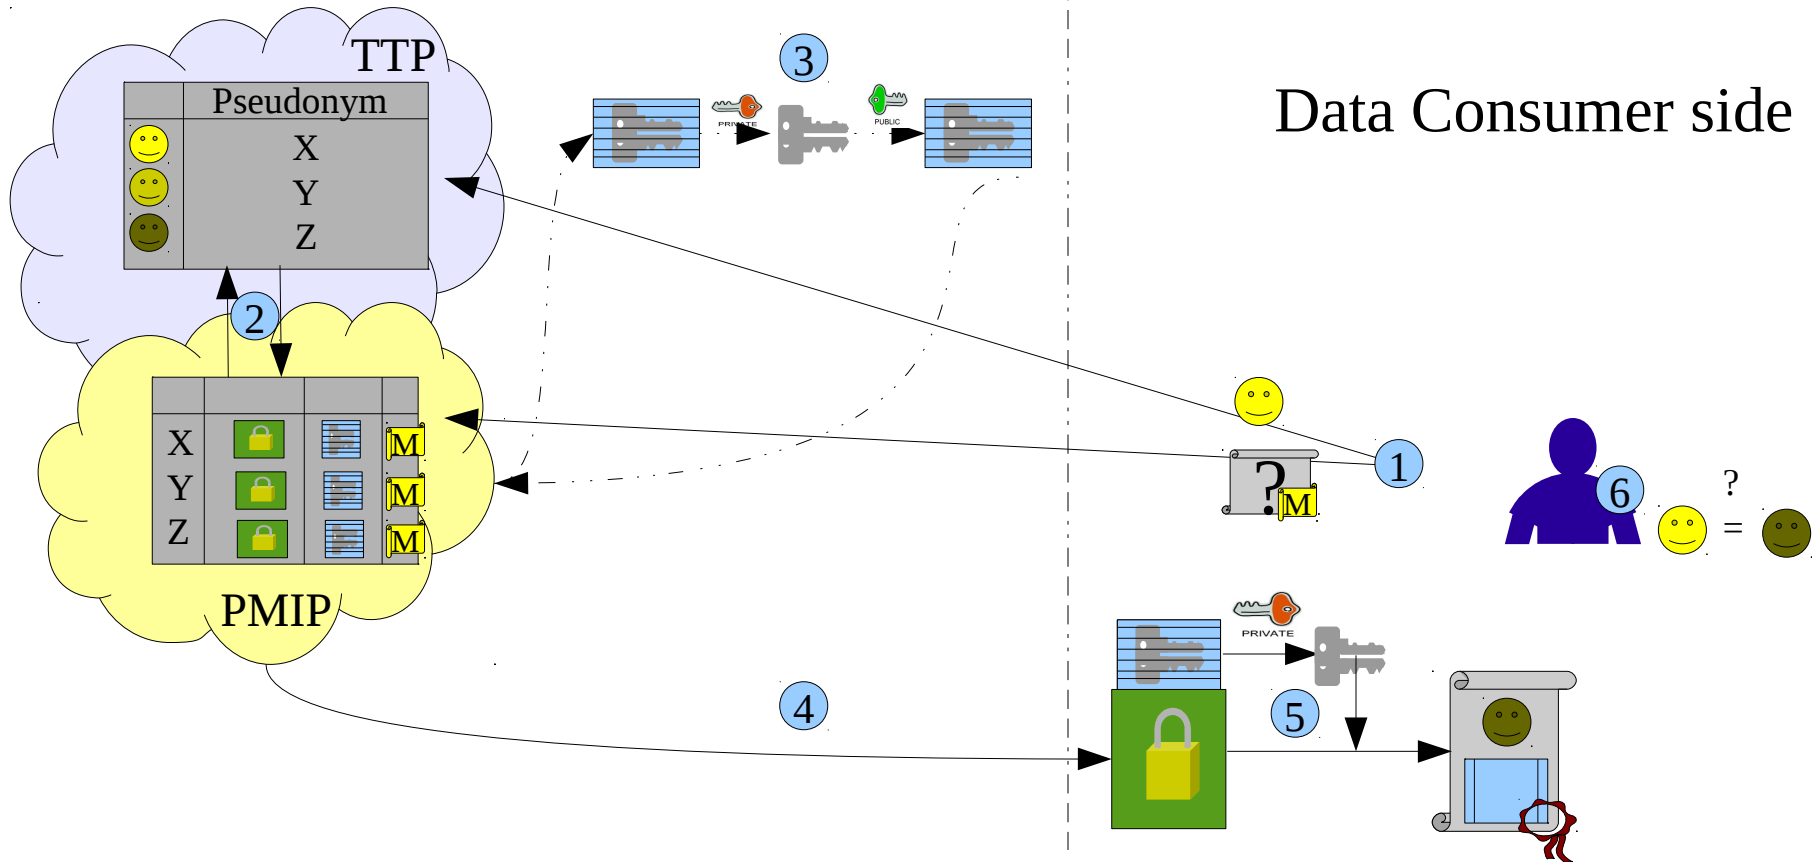 TTP
3
Pseudonym
PRIVATE
PUBLIC
Data Consumer side
X
Y
Z
2
X
M
Y
M
Z
M
1
?
M
6
?
=
PMIP
PRIVATE
4
5